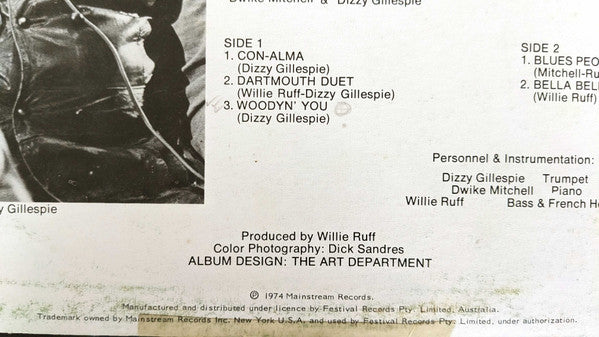 Dwike Mitchell & Dizzy Gillespie
SIDE 1
1. CON-ALMA
(Dizzy Gillespie)
2. DARTMOUTH DUET
(Willie Ruff-Dizzy Gillespie)
3. WOODYN' YOU
(Dizzy Gillespie)
SIDE 2
1. BLUES PEO
(Mitchell-Ru
2. BELLA BEL
(Willie Ruff)
Personnel & Instrumentation:
Dizzy Gillespie Trumpet
Dwike Mitchell Piano
Willie Ruff Bass & French Ho
zy Gillespie
Produced by Willie Ruff
Color Photography: Dick Sandres
ALBUM DESIGN: THE ART DEPARTMENT
℗ 1974 Mainstream Records.
Manufactured and distributed under licence by Festival Records Pty. Limited, Australia.
Trademark owned by Mainstream Records Inc. New York U.S.A. and used by Festival Records Pty. Limited, under authorization.